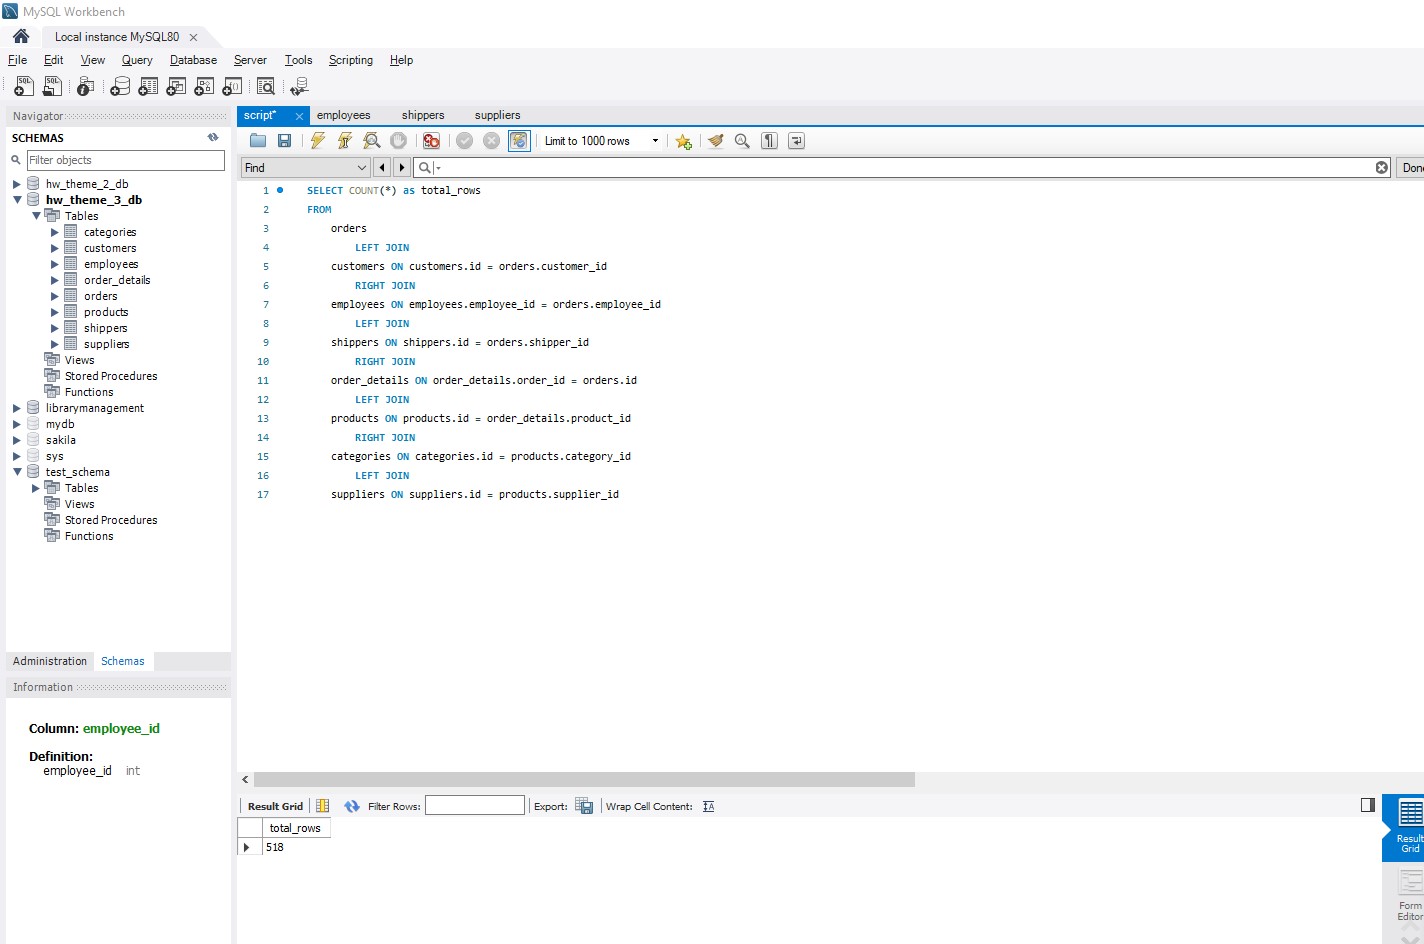 MySQL Workbench
Local instance MySQL80
File Edit View Query Database Server Tools Scripting Help
Navigator
SCHEMAS
Filter objects
hw_theme_2_db
hw_theme_3_db
Tables
categories
customers
employees
order_details
orders
products
shippers
suppliers
Views
Stored Procedures
Functions
librarymanagement
mydb
sakila
sys
test_schema
Tables
Views
Stored Procedures
Functions
Administration Schemas
Information
Column: employee_id
Definition:
employee_id int
script* employees shippers suppliers
Limit to 1000 rows
Find
Done
1 SELECT COUNT(*) as total_rows
2 FROM
3 orders
4 LEFT JOIN
5 customers ON customers.id = orders.customer_id
6 RIGHT JOIN
7 employees ON employees.employee_id = orders.employee_id
8 LEFT JOIN
9 shippers ON shippers.id = orders.shipper_id
10 RIGHT JOIN
11 order_details ON order_details.order_id = orders.id
12 LEFT JOIN
13 products ON products.id = order_details.product_id
14 RIGHT JOIN
15 categories ON categories.id = products.category_id
16 LEFT JOIN
17 suppliers ON suppliers.id = products.supplier_id
Result Grid Filter Rows: Export: Wrap Cell Content:
total_rows
518
Result
Grid
Form
Editor